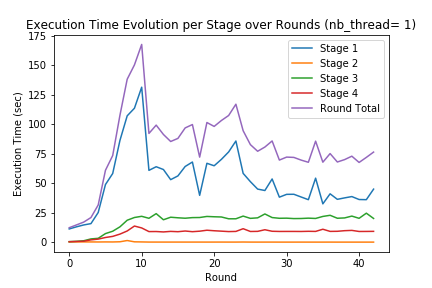 Execution Time Evolution per Stage over Rounds (nb_thread= 1)
Execution Time (sec)
175
150
125
100
75
50
25
0
Stage 1
Stage 2
Stage 3
Stage 4
Round Total
0 10 20 30 40
Round